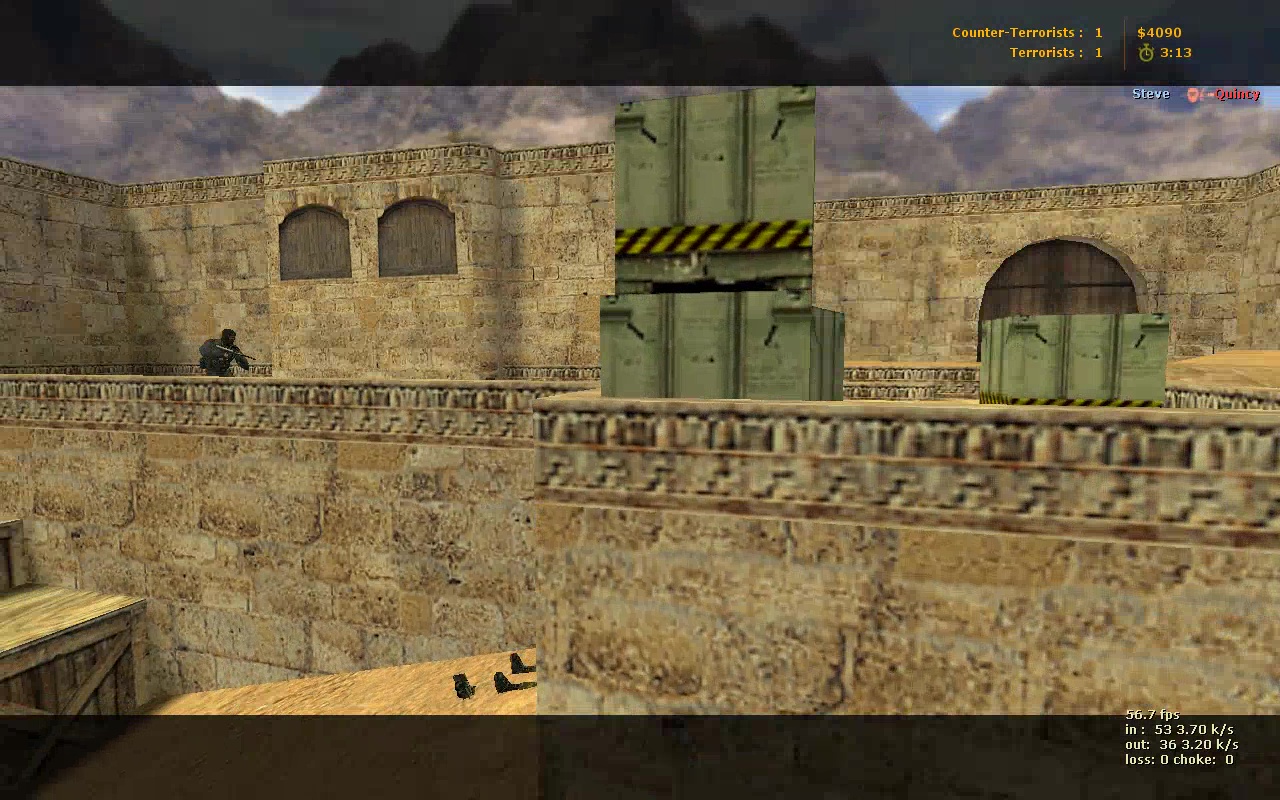 Counter-Terrorists : 1 $4090
Terrorists : 1 3:13
Steve Quincy
56.7 fps
in : 53 3.70 k/s
out: 36 3.20 k/s
loss: 0 choke: 0